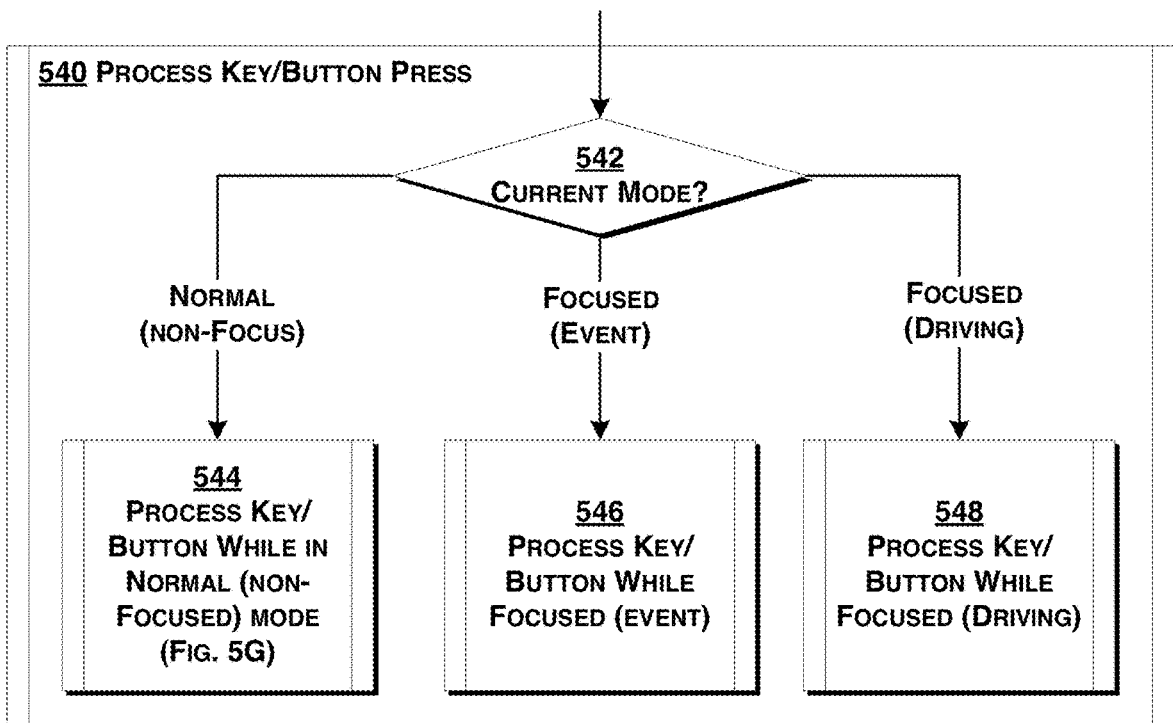 540 PROCESS KEY/BUTTON PRESS
542
CURRENT MODE?
NORMAL
(NON-FOCUS)
FOCUSED
(EVENT)
FOCUSED
(DRIVING)
544
PROCESS KEY/
BUTTON WHILE IN
NORMAL (NON-
FOCUSED) MODE
(FIG. 5G)
546
PROCESS KEY/
BUTTON WHILE
FOCUSED (EVENT)
548
PROCESS KEY/
BUTTON WHILE
FOCUSED (DRIVING)